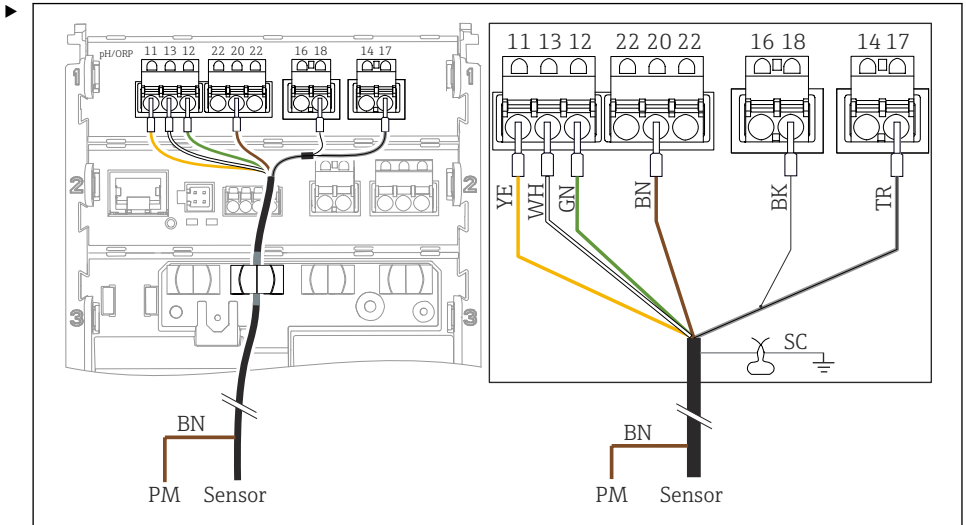 pH/ORP 11 13 12 22 20 22 16 18 14 17
1 1
2 2
3 3
BN
PM Sensor
11 13 12 22 20 22 16 18 14 17
YE WH GN BN BK TR
SC
BN
PM Sensor